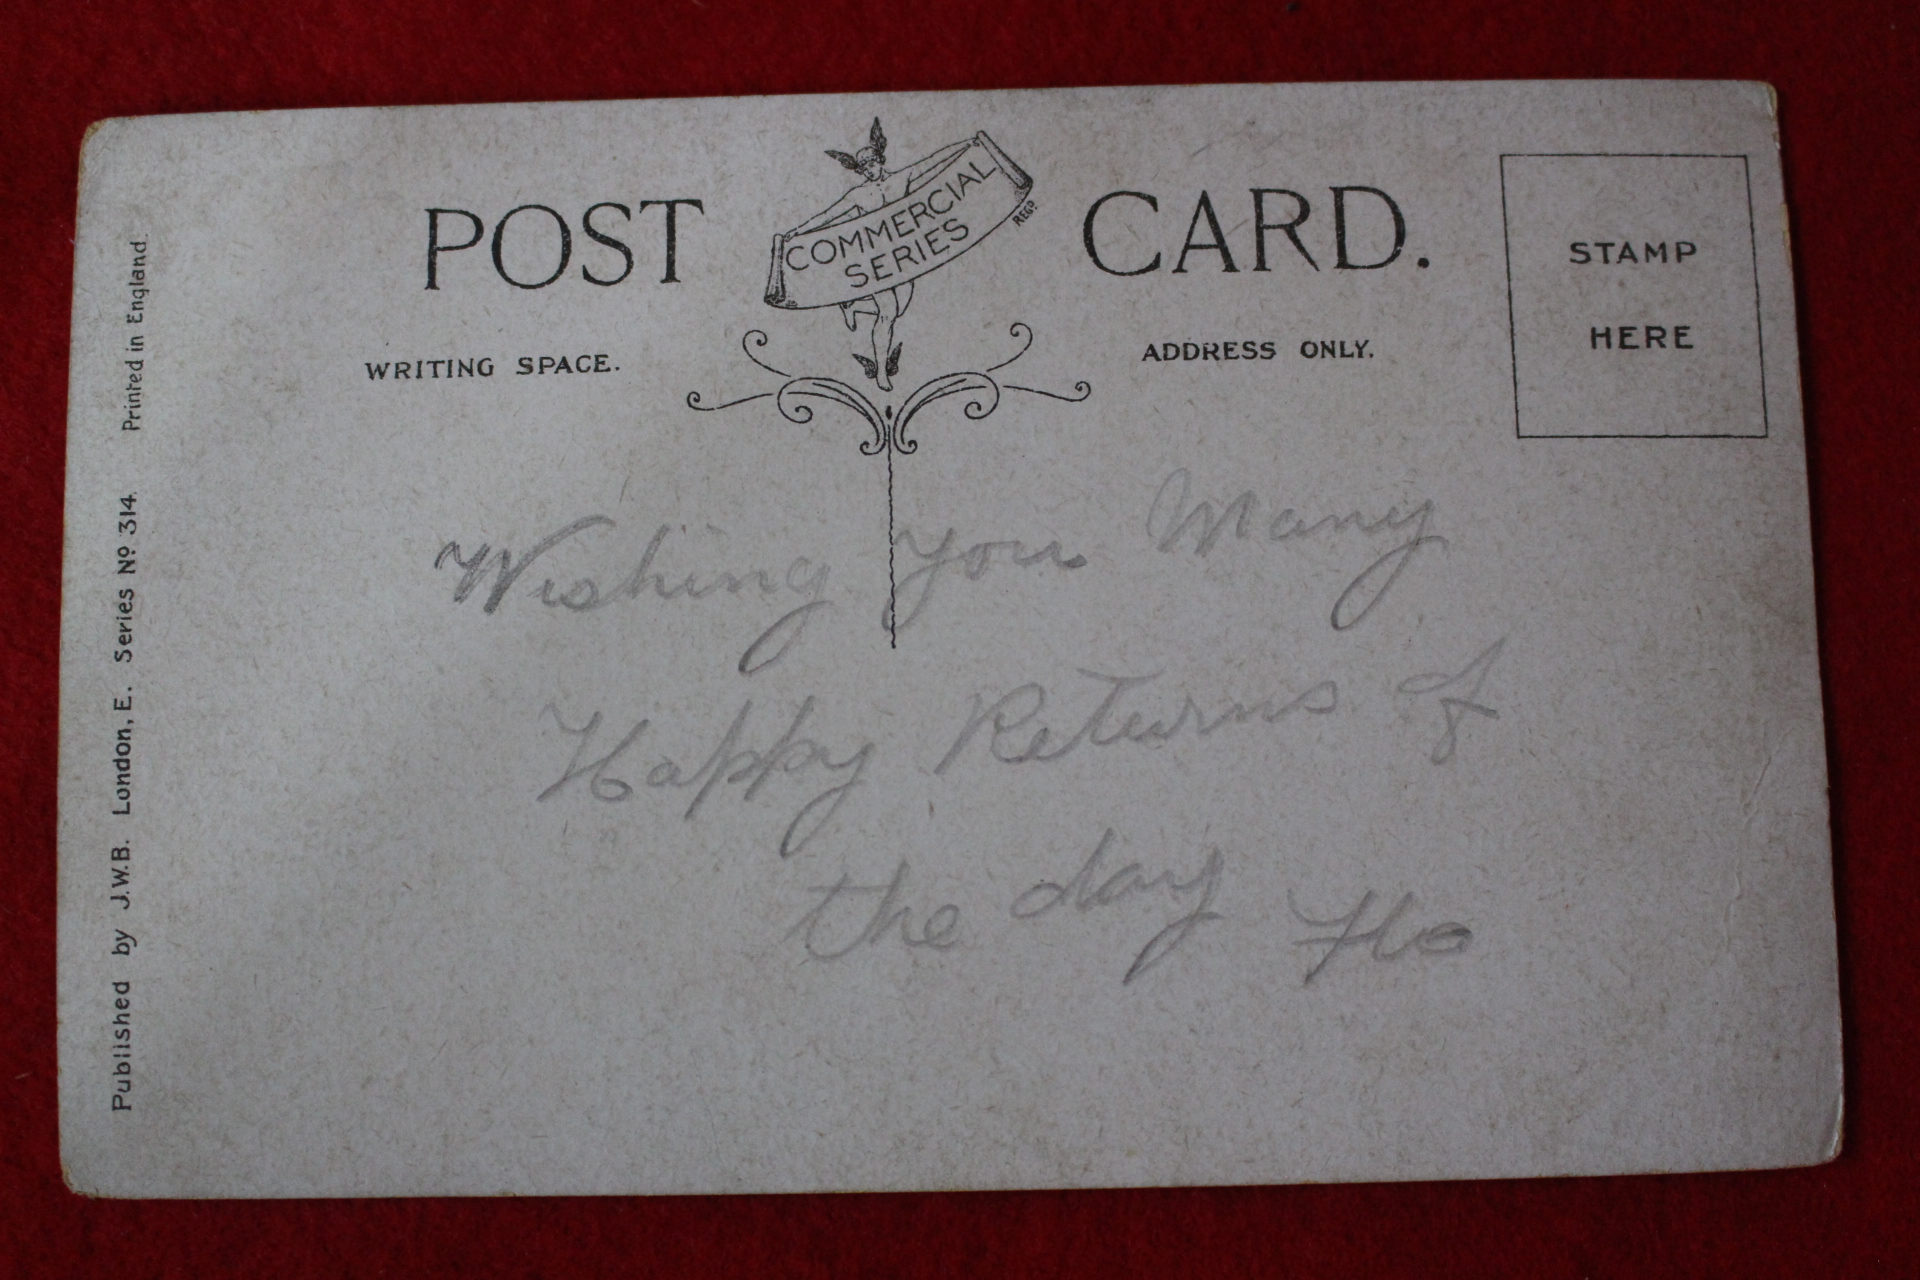 POST CARD.
COMMERCIAL
SERIES
REGD
WRITING SPACE.
ADDRESS ONLY.
STAMP
HERE
Wishing You Many
Happy Returns of
the day Flo
Published by J.W.B. London, E. Series Nº 314. Printed in England.